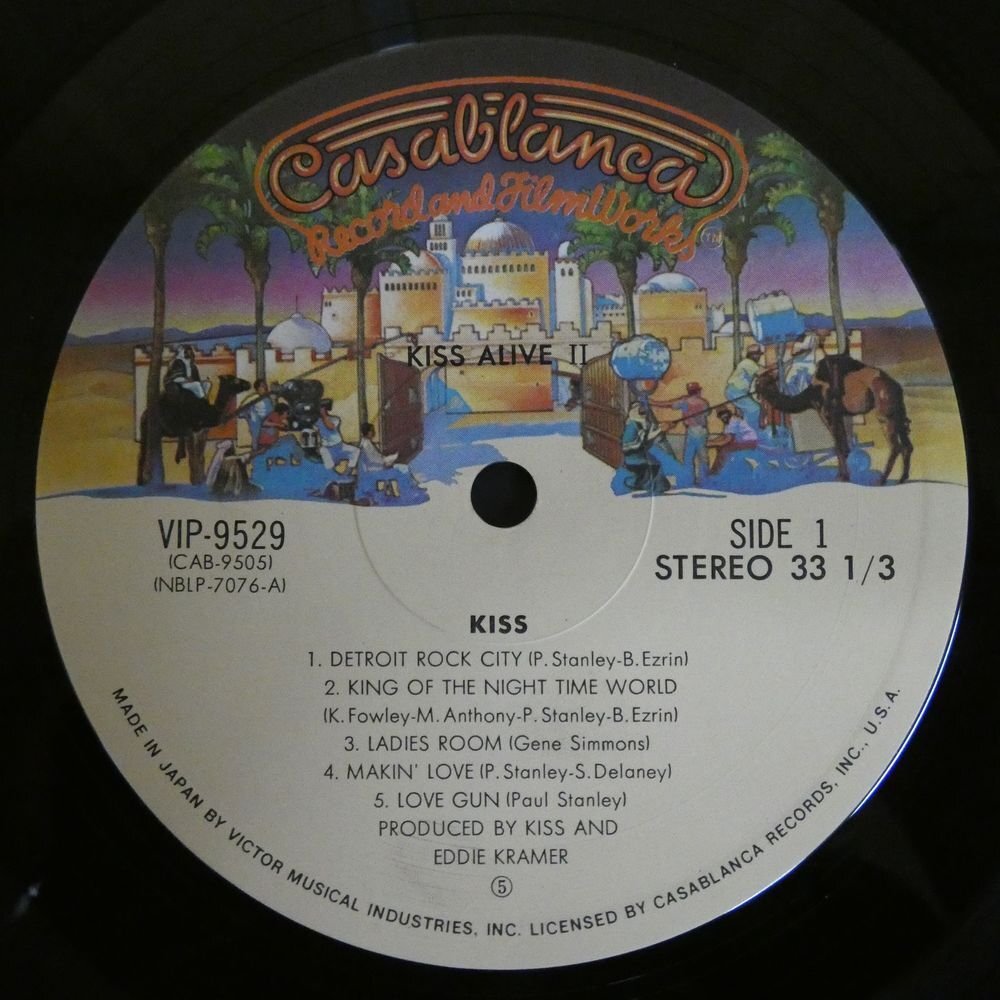 Casablanca
Record and FilmWorks TM
KISS ALIVE II
VIP-9529
(CAB-9505)
(NBLP-7076-A)
SIDE 1
STEREO 33 1/3
KISS
1. DETROIT ROCK CITY (P. Stanley-B. Ezrin)
2. KING OF THE NIGHT TIME WORLD
(K. Fowley-M. Anthony-P. Stanley-B. Ezrin)
3. LADIES ROOM (Gene Simmons)
4. MAKIN' LOVE (P. Stanley-S. Delaney)
5. LOVE GUN (Paul Stanley)
PRODUCED BY KISS AND
EDDIE KRAMER
⑤
MADE IN JAPAN BY VICTOR MUSICAL INDUSTRIES, INC. LICENSED BY CASABLANCA RECORDS, INC., U.S.A.